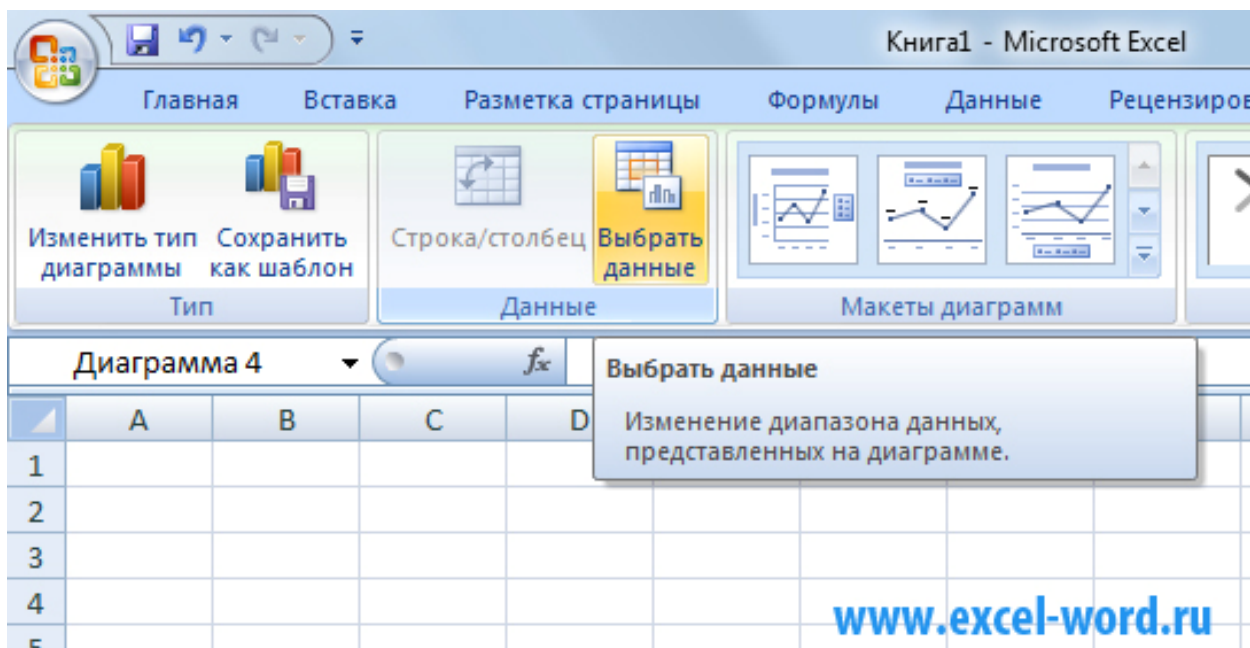 Книга1 - Microsoft Excel
Главная Вставка Разметка страницы Формулы Данные Рецензиров
Изменить тип диаграммы
Сохранить как шаблон
Строка/столбец
Выбрать данные
Тип Данные Макеты диаграмм
Диаграмма 4 fx
Выбрать данные
Изменение диапазона данных,
представленных на диаграмме.
A B C D
1
2
3
4
5
www.excel-word.ru